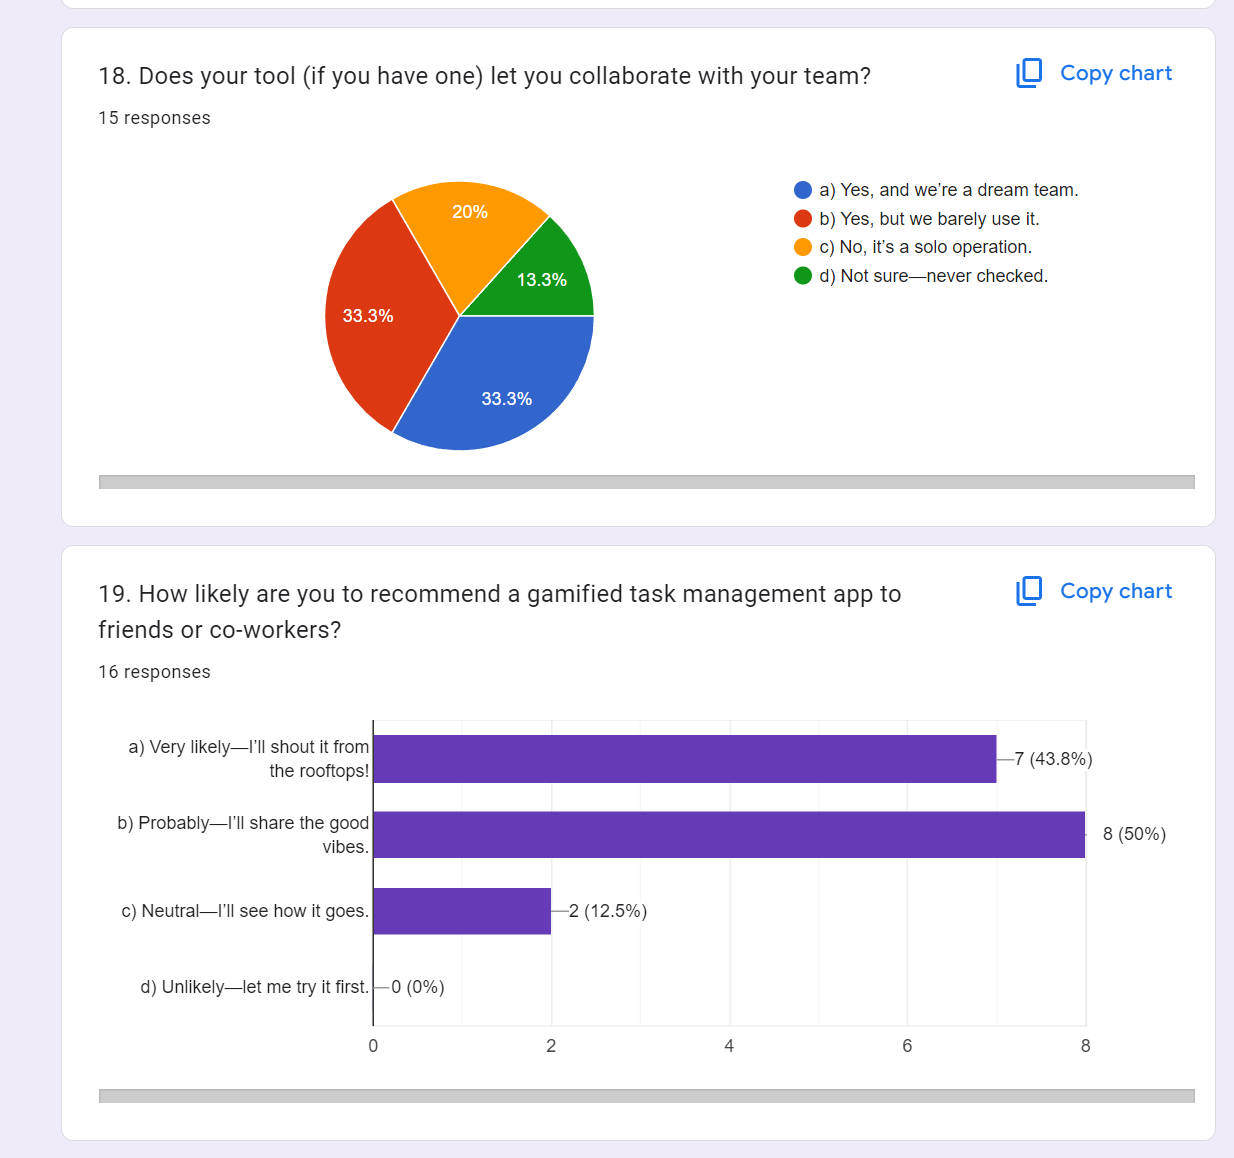 18. Does your tool (if you have one) let you collaborate with your team?
Copy chart
15 responses
20%
13.3%
33.3%
33.3%
a) Yes, and we’re a dream team.
b) Yes, but we barely use it.
c) No, it’s a solo operation.
d) Not sure—never checked.
19. How likely are you to recommend a gamified task management app to
friends or co-workers?
Copy chart
16 responses
a) Very likely—I’ll shout it from
the rooftops!
7 (43.8%)
b) Probably—I’ll share the good
vibes.
8 (50%)
c) Neutral—I’ll see how it goes.
2 (12.5%)
d) Unlikely—let me try it first.
0 (0%)
0 2 4 6 8